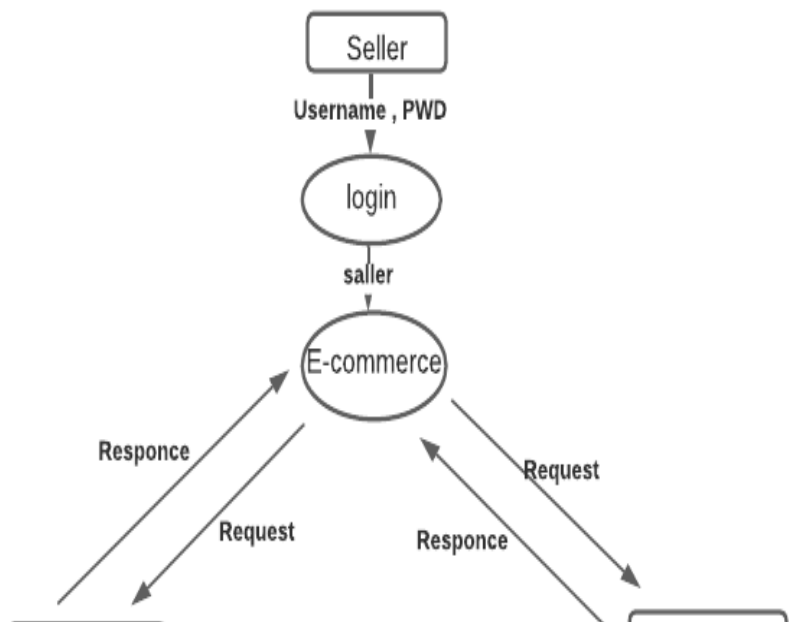 Seller
Username , PWD
login
saller
E-commerce
Responce
Request
Request
Responce